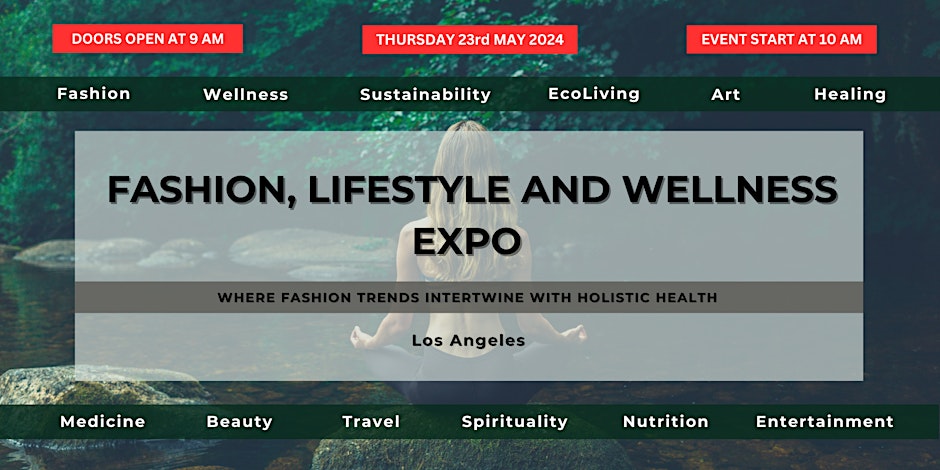 DOORS OPEN AT 9 AM
THURSDAY 23rd MAY 2024
EVENT START AT 10 AM
Fashion Wellness Sustainability EcoLiving Art Healing
FASHION, LIFESTYLE AND WELLNESS
EXPO
WHERE FASHION TRENDS INTERTWINE WITH HOLISTIC HEALTH
Los Angeles
Medicine Beauty Travel Spirituality Nutrition Entertainment